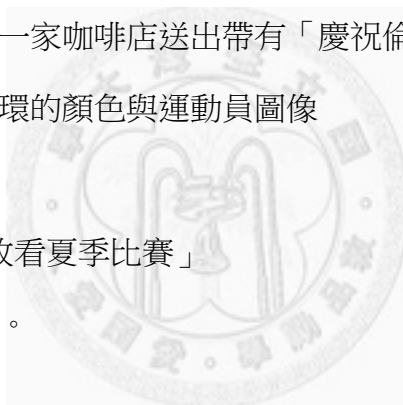 一家咖啡店送出帶有「慶祝倫
環的顏色與運動員圖像
收看夏季比賽」
。